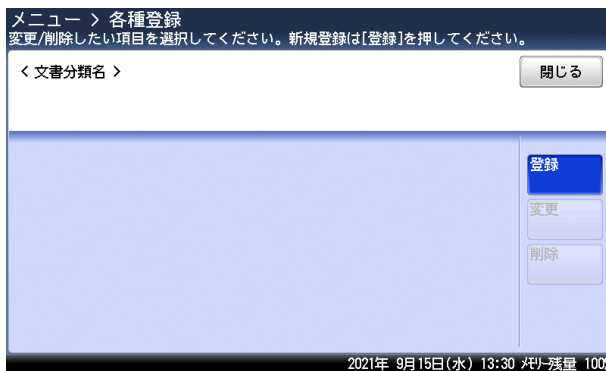 メニュー > 各種登録
変更/削除したい項目を選択してください。新規登録は[登録]を押してください。
< 文書分類名 >
閉じる
登録
変更
削除
2021年 9月15日(水) 13:30 ﾒﾓﾘｰ残量 100